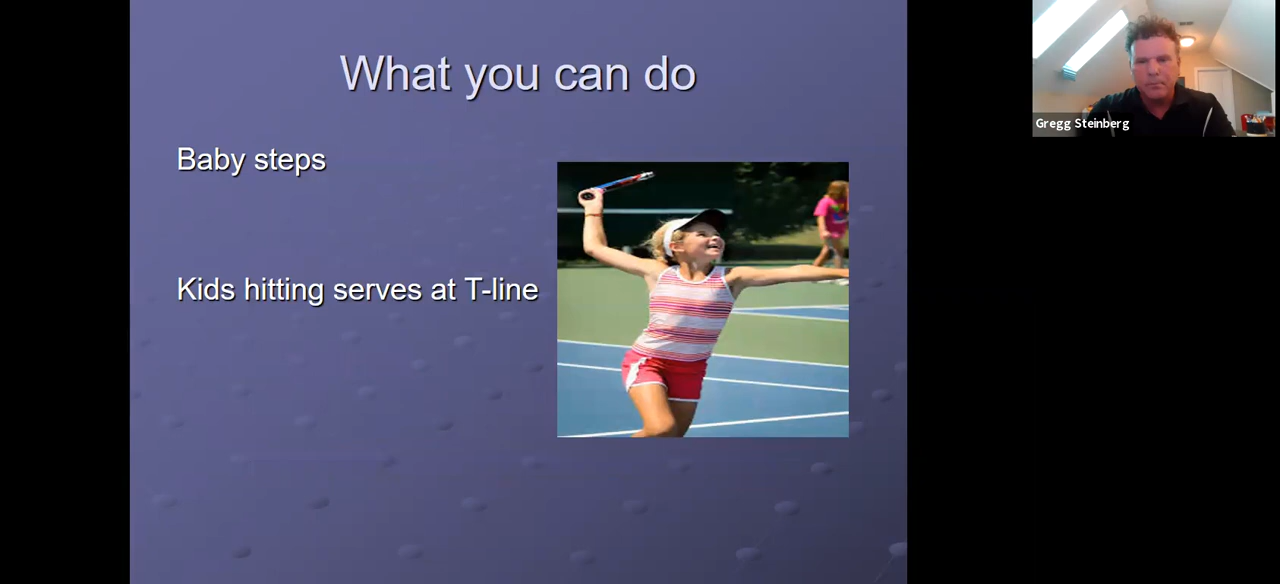 What you can do
Baby steps
Kids hitting serves at T-line
Gregg Steinberg